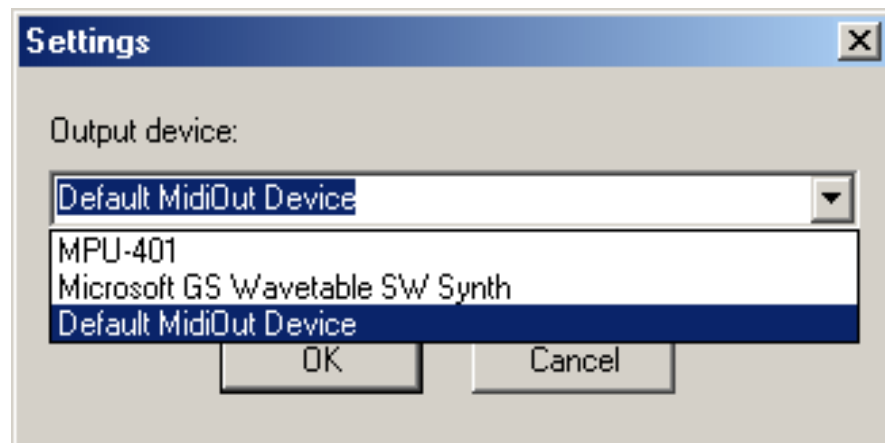 Settings
Output device:
Default MidiOut Device
MPU-401
Microsoft GS Wavetable SW Synth
Default MidiOut Device
OK Cancel